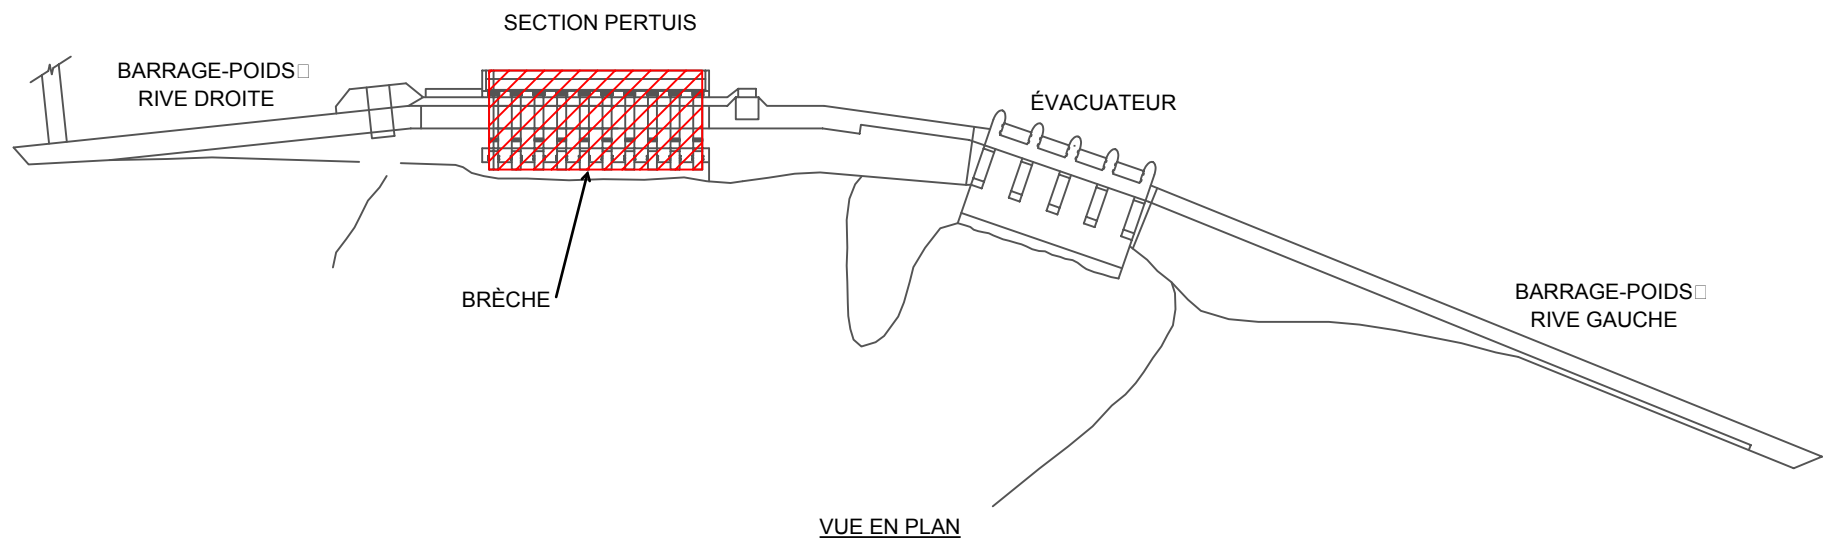 SECTION PERTUIS
BARRAGE-POIDS
RIVE DROITE
ÉVACUATEUR
BRÈCHE
BARRAGE-POIDS
RIVE GAUCHE
VUE EN PLAN